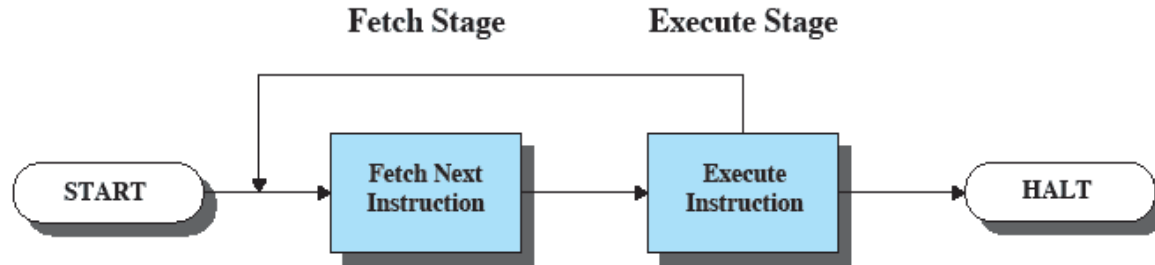 Fetch Stage
Execute Stage
START
Fetch Next
Instruction
Execute
Instruction
HALT